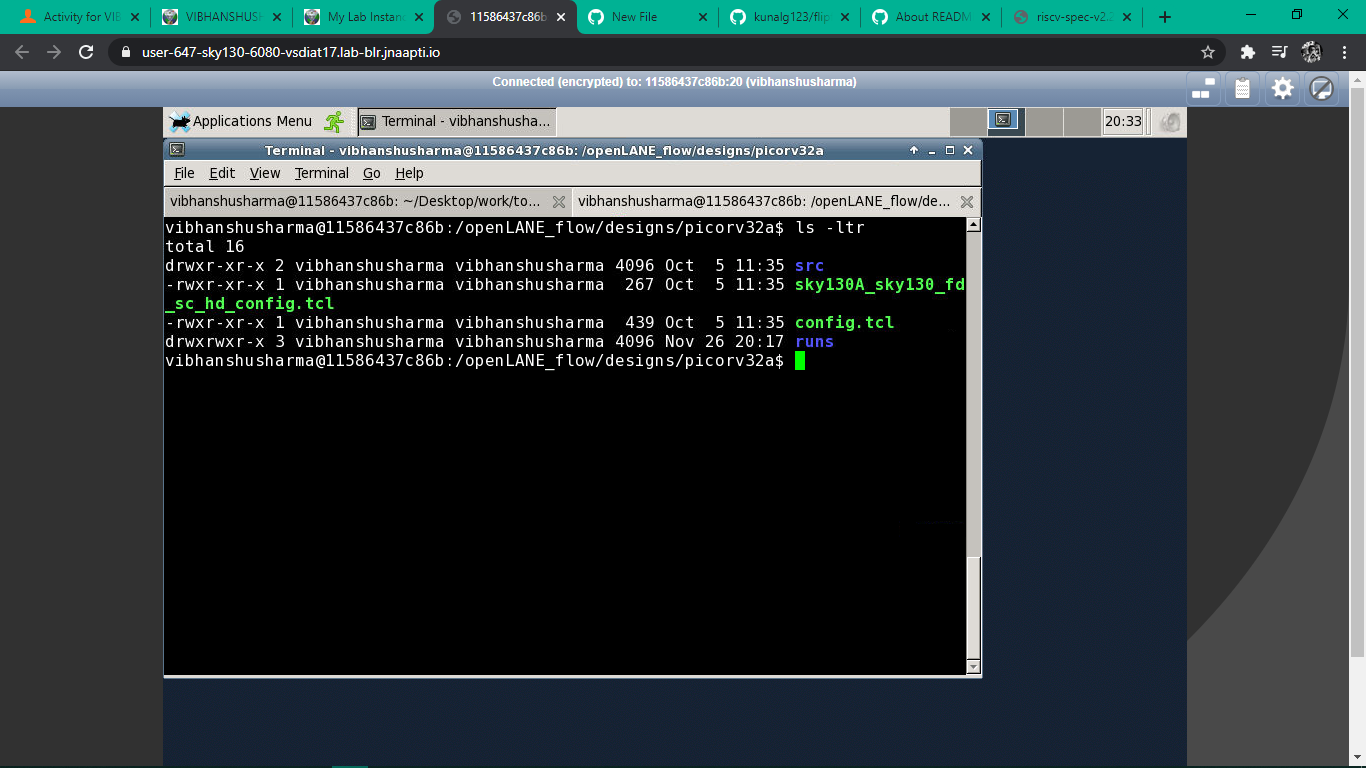 Activity for VIB
VIBHANSHUSH
My Lab Instanc
11586437c86b
New File
kunalg123/flip
About README
riscv-spec-v2.
user-647-sky130-6080-vsdiat17.lab-blr.jnaapti.io
Connected (encrypted) to: 11586437c86b:20 (vibhanshusharma)
Applications Menu
Terminal - vibhanshusha...
20:33
Terminal - vibhanshusharma@11586437c86b: /openLANE_flow/designs/picorv32a
File Edit View Terminal Go Help
vibhanshusharma@11586437c86b: ~/Desktop/work/to...
vibhanshusharma@11586437c86b: /openLANE_flow/de...
vibhanshusharma@11586437c86b:/openLANE_flow/designs/picorv32a$ ls -ltr
total 16
drwxr-xr-x 2 vibhanshusharma vibhanshusharma 4096 Oct  5 11:35 src
-rwxr-xr-x 1 vibhanshusharma vibhanshusharma  267 Oct  5 11:35 sky130A_sky130_fd
_sc_hd_config.tcl
-rwxr-xr-x 1 vibhanshusharma vibhanshusharma  439 Oct  5 11:35 config.tcl
drwxrwxr-x 3 vibhanshusharma vibhanshusharma 4096 Nov 26 20:17 runs
vibhanshusharma@11586437c86b:/openLANE_flow/designs/picorv32a$